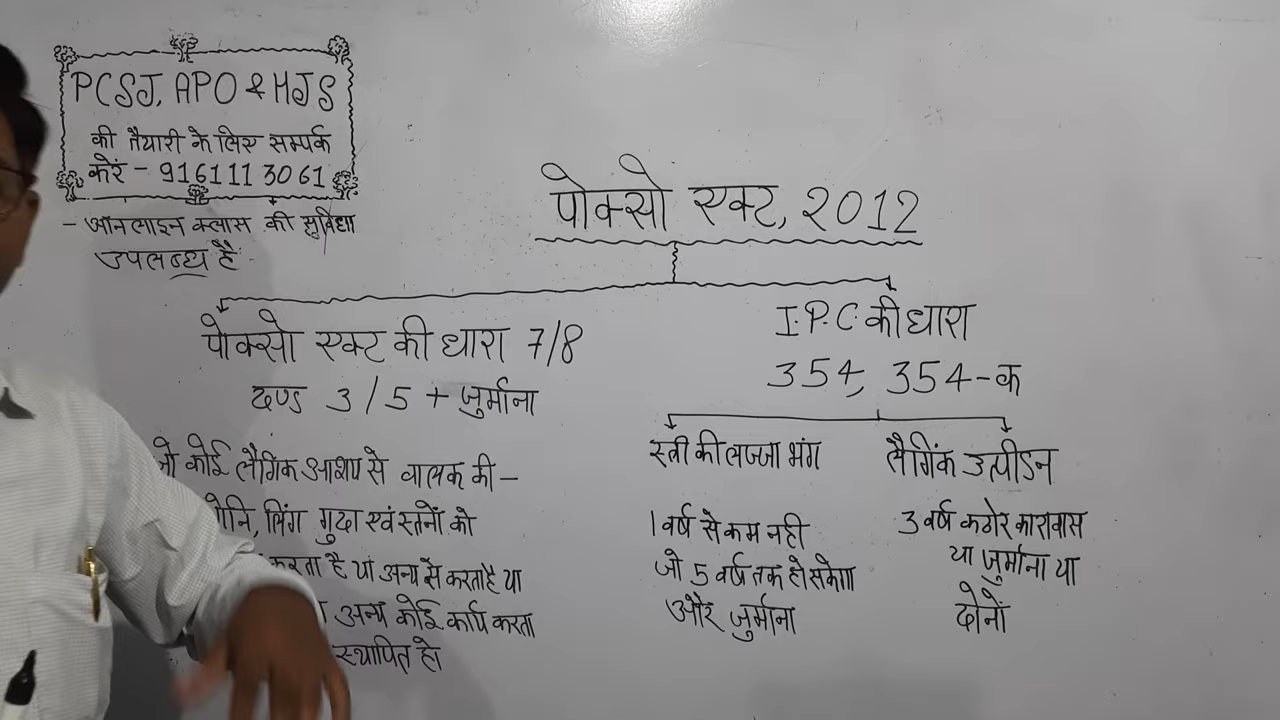 PCSJ, APO & HJS
की तैयारी के लिए सम्पर्क
करें - 9161113061
- ऑनलाइन क्लास की सुविधा
उपलब्ध है
पोक्सो एक्ट, 2012
पोक्सो एक्ट की धारा 7/8
दण्ड 3/5 + जुर्माना
कोई लैगिंक आशय से बालक की -
योनि, लिंग गुदा एवं स्तनों को
करता है या अन्य से करता है या
अन्य कोई कार्य करता
स्थापित हो
I.P.C. की धारा
354, 354-क
स्त्री की लज्जा भंग
1 वर्ष से कम नही
जो 5 वर्ष तक हो सकेगा
और जुर्माना
लैगिंक उत्पीडन
3 वर्ष कठोर कारावास
या जुर्माना या
दोनों